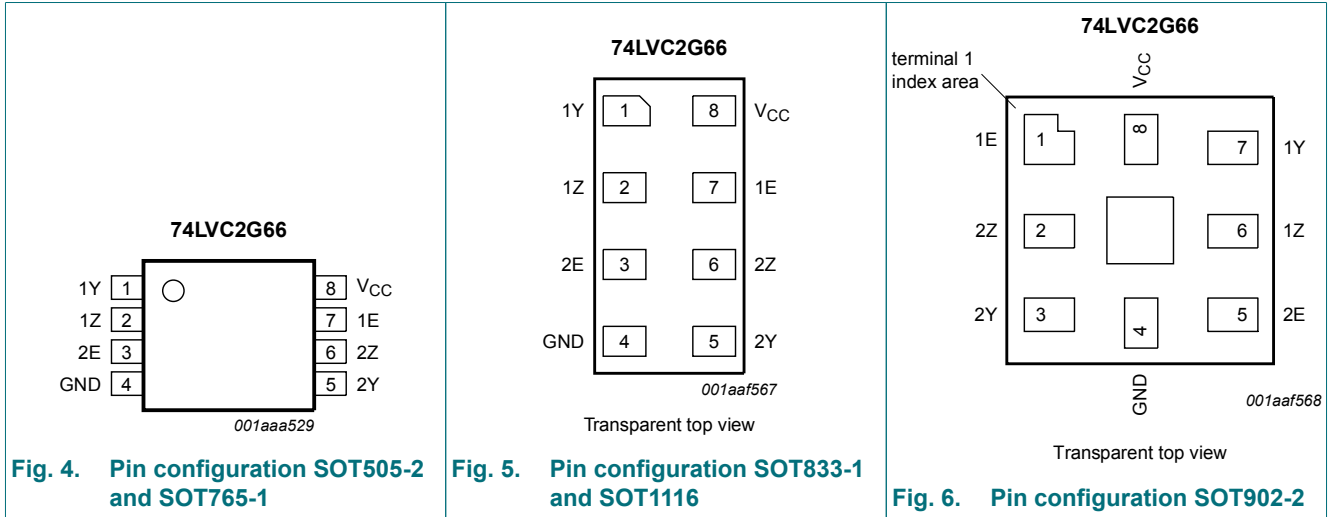 74LVC2G66
1Y 1 8 VCC
1Z 2 7 1E
2E 3 6 2Z
GND 4 5 2Y
001aaa529
Fig. 4. Pin configuration SOT505-2
and SOT765-1
74LVC2G66
1Y 1 8 VCC
1Z 2 7 1E
2E 3 6 2Z
GND 4 5 2Y
001aaf567
Transparent top view
Fig. 5. Pin configuration SOT833-1
and SOT1116
74LVC2G66
terminal 1
index area
VCC
1E 1 8 7 1Y
2Z 2 6 1Z
2Y 3 4 5 2E
GND
001aaf568
Transparent top view
Fig. 6. Pin configuration SOT902-2